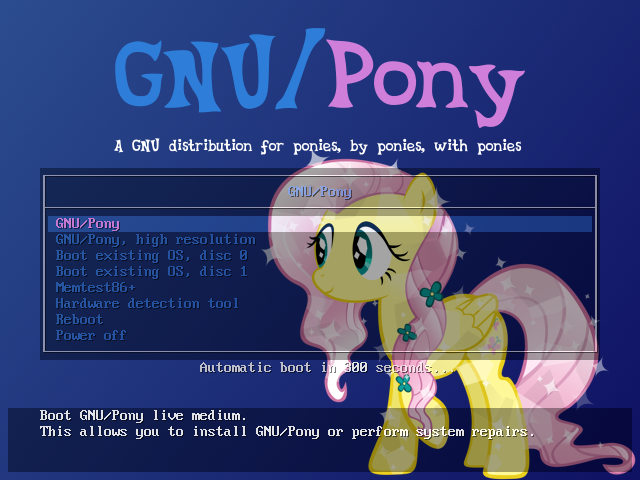 GNU/Pony
A GNU distribution for ponies, by ponies, with ponies
GNU/Pony
GNU/Pony
GNU/Pony, high resolution
Boot existing OS, disc 0
Boot existing OS, disc 1
Memtest86+
Hardware detection tool
Reboot
Power off
Automatic boot in 300 seconds...
Boot GNU/Pony live medium.
This allows you to install GNU/Pony or perform system repairs.